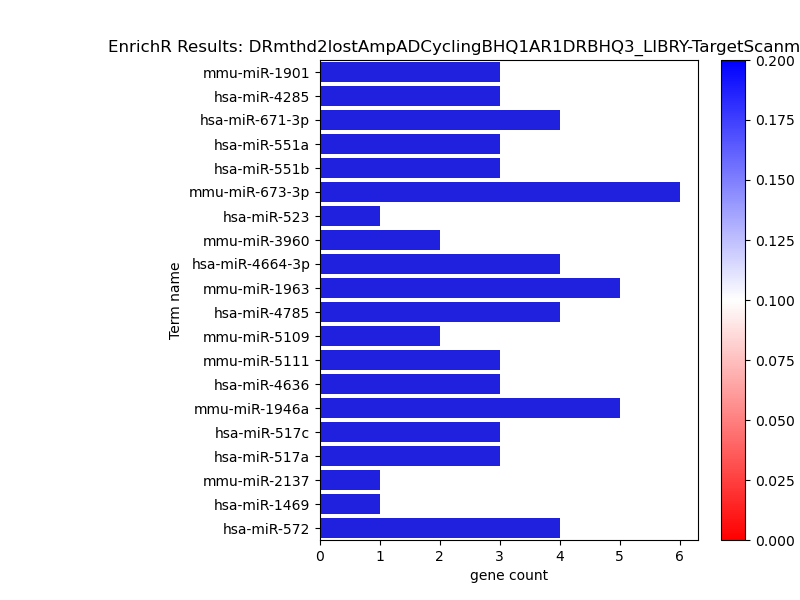 EnrichR Results: DRmthd2lostAmpADCyclingBHQ1AR1DRBHQ3_LIBRY-TargetScanm
mmu-miR-1901
hsa-miR-4285
hsa-miR-671-3p
hsa-miR-551a
hsa-miR-551b
mmu-miR-673-3p
hsa-miR-523
mmu-miR-3960
hsa-miR-4664-3p
mmu-miR-1963
hsa-miR-4785
mmu-miR-5109
mmu-miR-5111
hsa-miR-4636
mmu-miR-1946a
hsa-miR-517c
hsa-miR-517a
mmu-miR-2137
hsa-miR-1469
hsa-miR-572
Term name
0 1 2 3 4 5 6
gene count
0.200
0.175
0.150
0.125
0.100
0.075
0.050
0.025
0.000